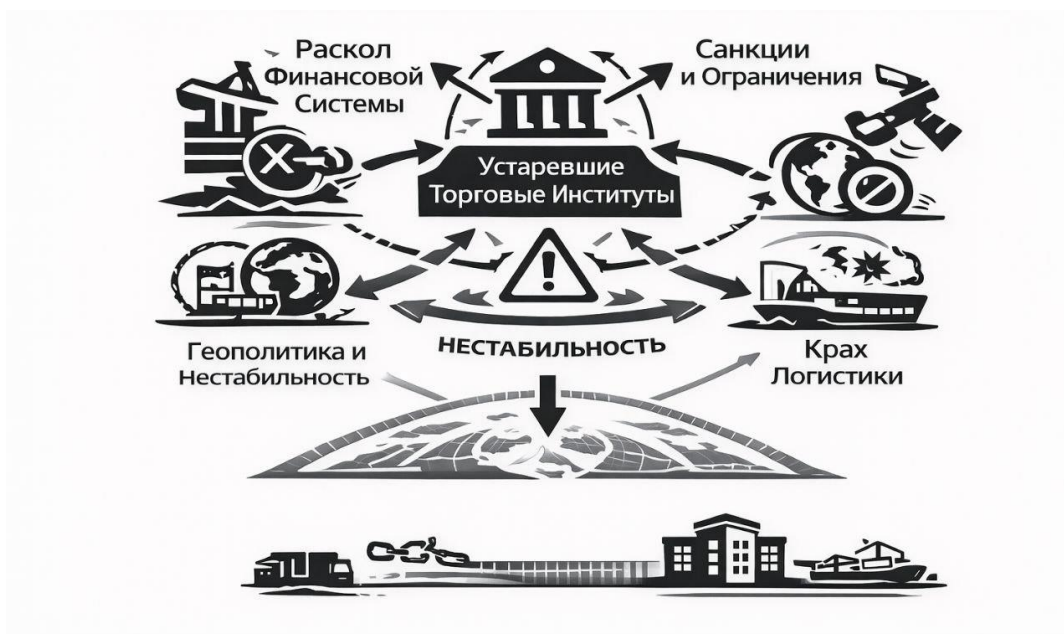 Раскол
Финансовой
Системы
Санкции
и Ограничения
Устаревшие
Торговые Институты
Геополитика и
Нестабильность
НЕСТАБИЛЬНОСТЬ
Крах
Логистики